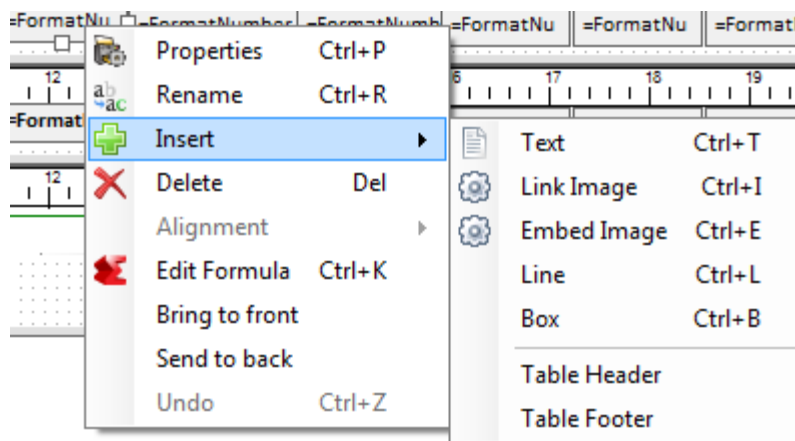 =FormatNu =FormatNumber =FormatNumb =FormatNu =FormatNu =Format
Properties Ctrl+P
12 6 17 18 19
Rename Ctrl+R
=Format
Insert
Text Ctrl+T
12
Delete Del
Link Image Ctrl+I
Alignment
Embed Image Ctrl+E
Edit Formula Ctrl+K
Line Ctrl+L
Bring to front
Box Ctrl+B
Send to back
Table Header
Undo Ctrl+Z
Table Footer